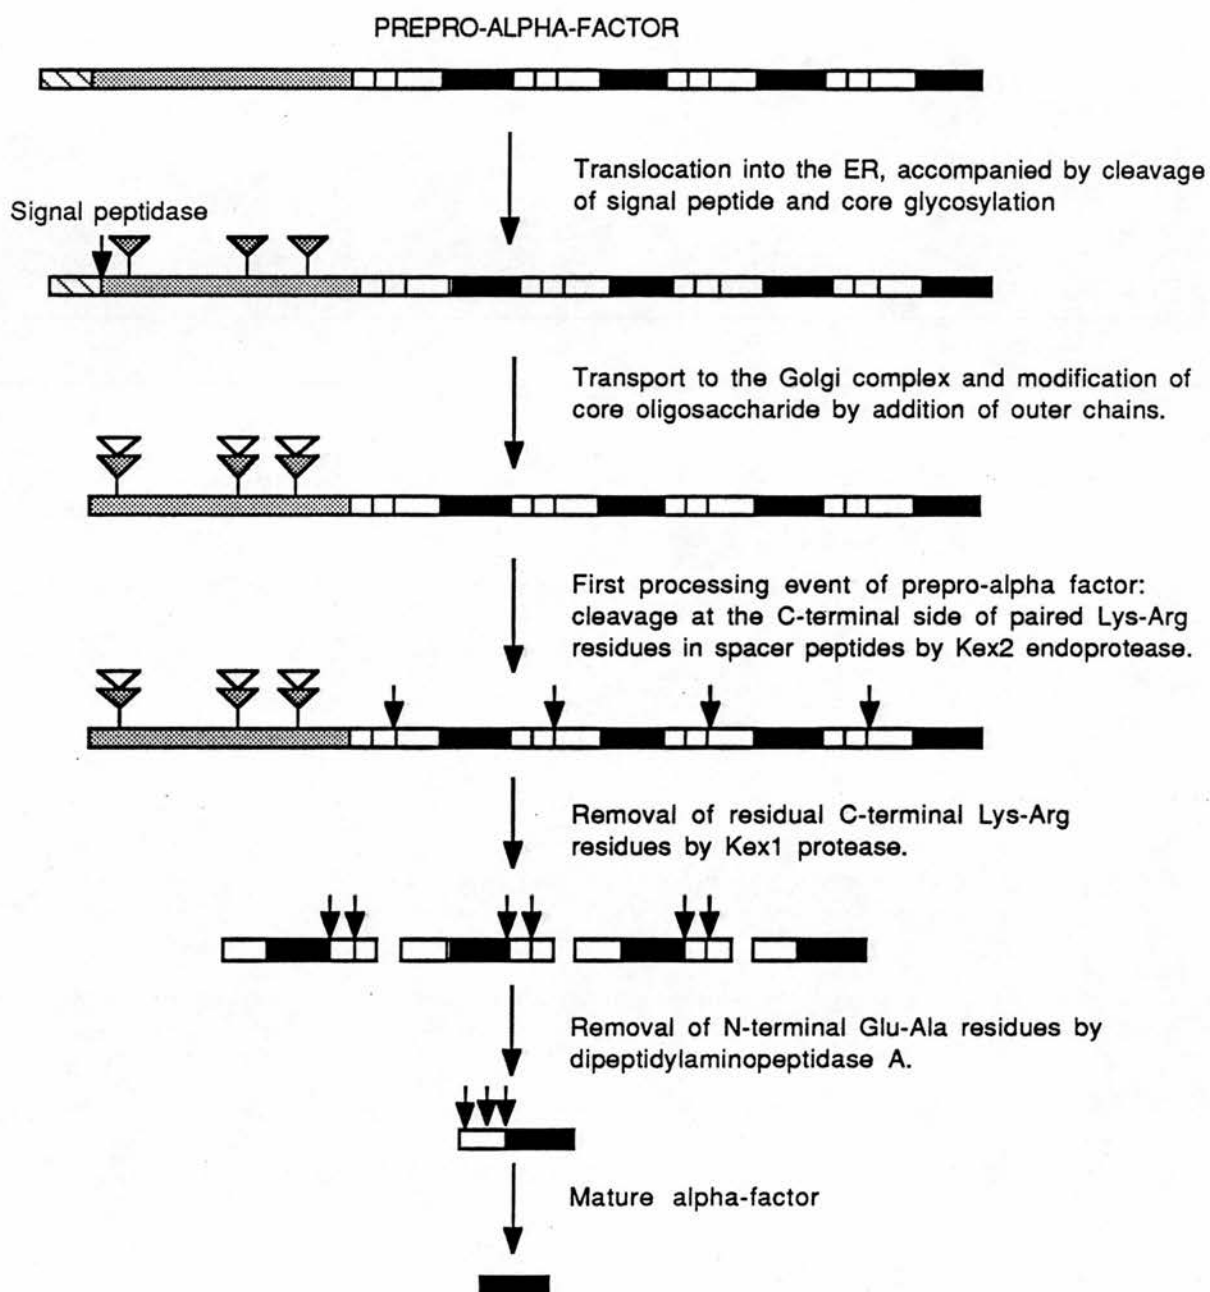 PREPRO-ALPHA-FACTOR
Translocation into the ER, accompanied by cleavage
of signal peptide and core glycosylation
Signal peptidase
Transport to the Golgi complex and modification of
core oligosaccharide by addition of outer chains.
First processing event of prepro-alpha factor:
cleavage at the C-terminal side of paired Lys-Arg
residues in spacer peptides by Kex2 endoprotease.
Removal of residual C-terminal Lys-Arg
residues by Kex1 protease.
Removal of N-terminal Glu-Ala residues by
dipeptidylaminopeptidase A.
Mature alpha-factor